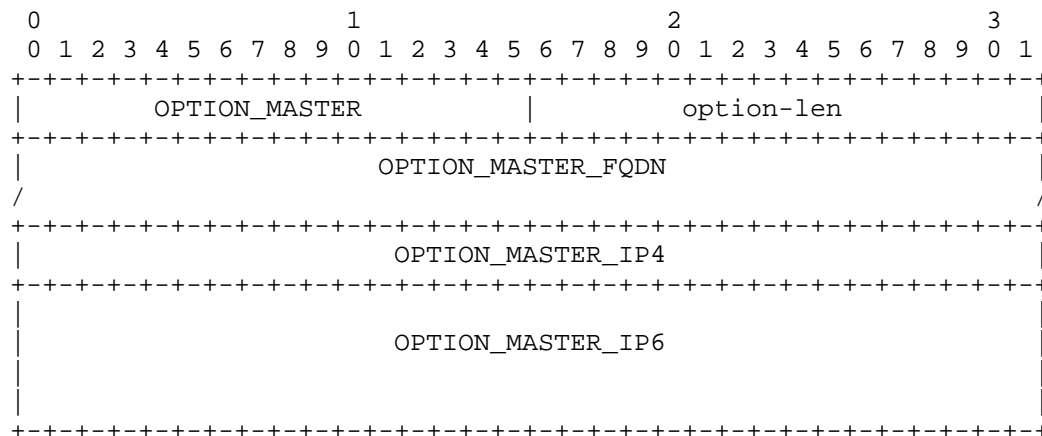 0                   1                   2                   3
 0 1 2 3 4 5 6 7 8 9 0 1 2 3 4 5 6 7 8 9 0 1 2 3 4 5 6 7 8 9 0 1
+-+-+-+-+-+-+-+-+-+-+-+-+-+-+-+-+-+-+-+-+-+-+-+-+-+-+-+-+-+-+-+-+
|         OPTION_MASTER         |         option-len            |
+-+-+-+-+-+-+-+-+-+-+-+-+-+-+-+-+-+-+-+-+-+-+-+-+-+-+-+-+-+-+-+-+
|                      OPTION_MASTER_FQDN                       |
/                                                               /
+-+-+-+-+-+-+-+-+-+-+-+-+-+-+-+-+-+-+-+-+-+-+-+-+-+-+-+-+-+-+-+-+
|                       OPTION_MASTER_IP4                       |
+-+-+-+-+-+-+-+-+-+-+-+-+-+-+-+-+-+-+-+-+-+-+-+-+-+-+-+-+-+-+-+-+
|                                                               |
|                       OPTION_MASTER_IP6                       |
|                                                               |
|                                                               |
+-+-+-+-+-+-+-+-+-+-+-+-+-+-+-+-+-+-+-+-+-+-+-+-+-+-+-+-+-+-+-+-+